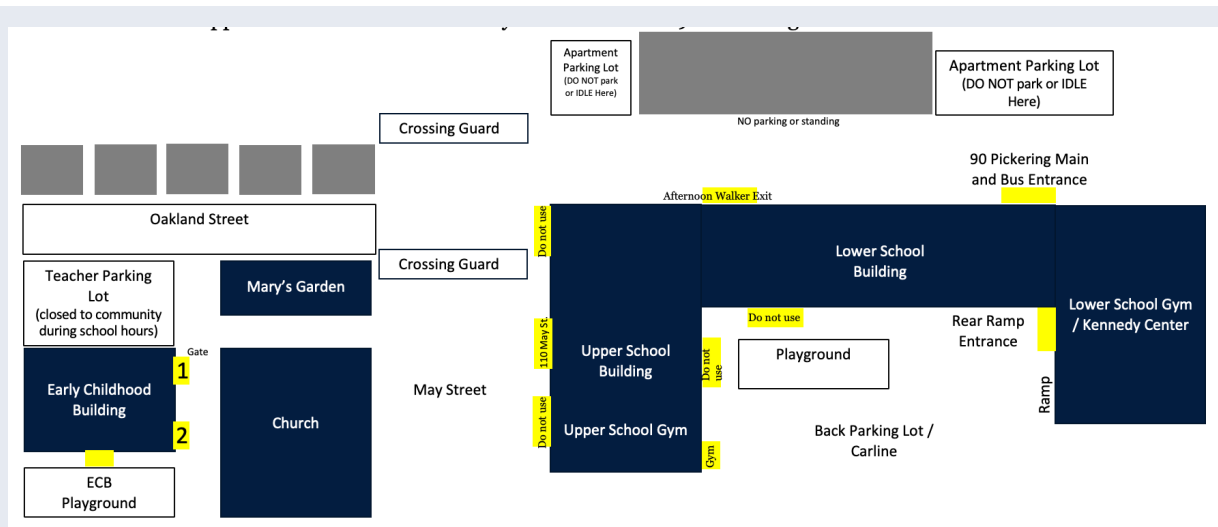 Apartment
Parking Lot
(DO NOT park
or IDLE Here)
Apartment Parking Lot
(DO NOT park or IDLE
Here)
NO parking or standing
Crossing Guard
90 Pickering Main
and Bus Entrance
Afternoon Walker Exit
Oakland Street
Do not use
Lower School
Building
Crossing Guard
Teacher Parking
Lot
(closed to community
during school hours)
Mary's Garden
Lower School Gym
/ Kennedy Center
Do not use
Rear Ramp
Entrance
110 May St.
Upper School
Building
Do not
use
Playground
Gate
1
Early Childhood
Building
2
May Street
Ramp
Church
Do not use
Upper School Gym
Back Parking Lot /
Carline
Gym
ECB
Playground